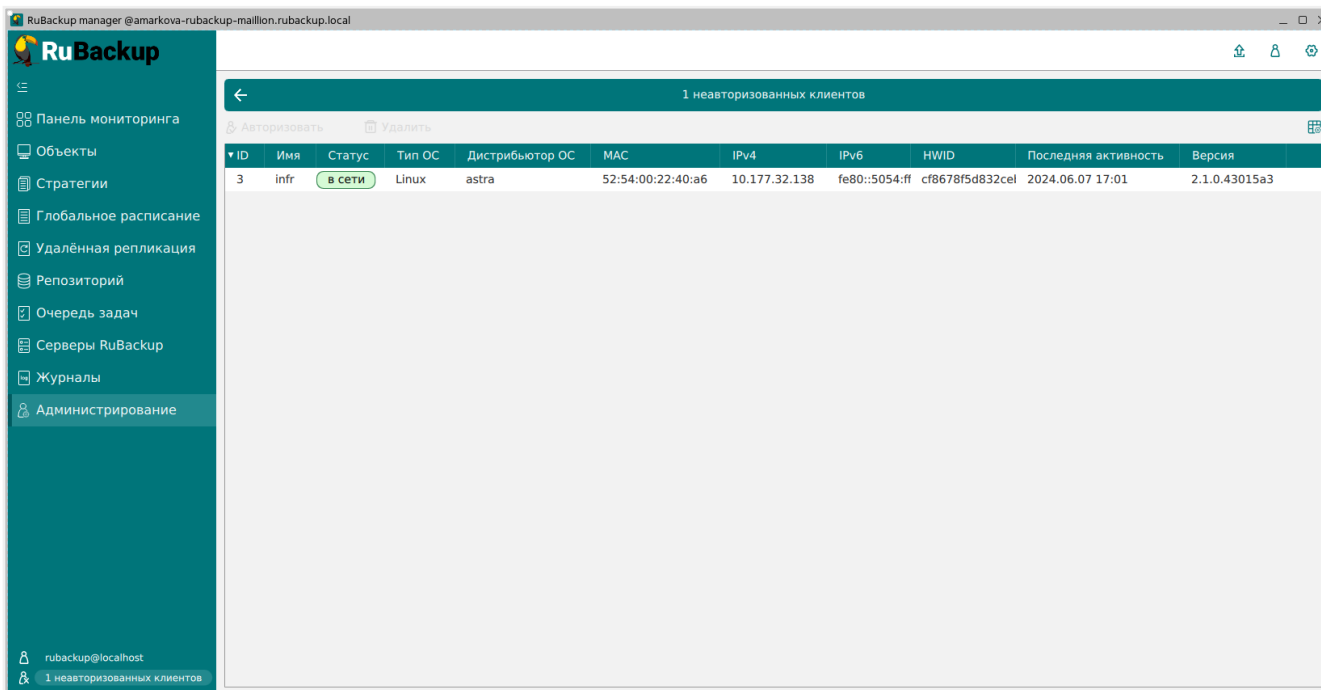 RuBackup manager @amarkova-rubackup-maillion.rubackup.local
RuBackup
1 неавторизованных клиентов
Авторизовать Удалить
ID Имя Статус Тип ОС Дистрибьютор ОС MAC IPv4 IPv6 HWID Последняя активность Версия
3 infr в сети Linux astra 52:54:00:22:40:a6 10.177.32.138 fe80::5054:ff cf8678f5d832cel 2024.06.07 17:01 2.1.0.43015a3
Панель мониторинга
Объекты
Стратегии
Глобальное расписание
Удалённая репликация
Репозиторий
Очередь задач
Серверы RuBackup
Журналы
Администрирование
rubackup@localhost
1 неавторизованных клиентов